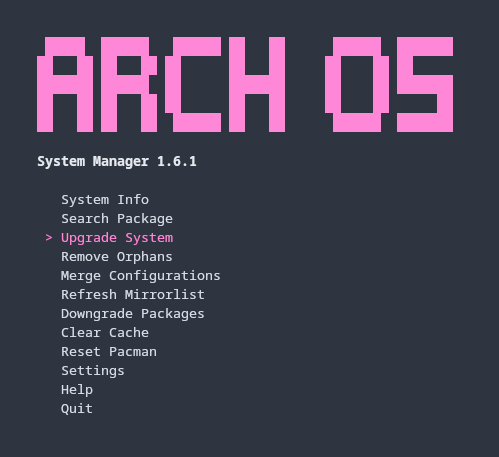 ARCH OS
System Manager 1.6.1
System Info
Search Package
> Upgrade System
Remove Orphans
Merge Configurations
Refresh Mirrorlist
Downgrade Packages
Clear Cache
Reset Pacman
Settings
Help
Quit